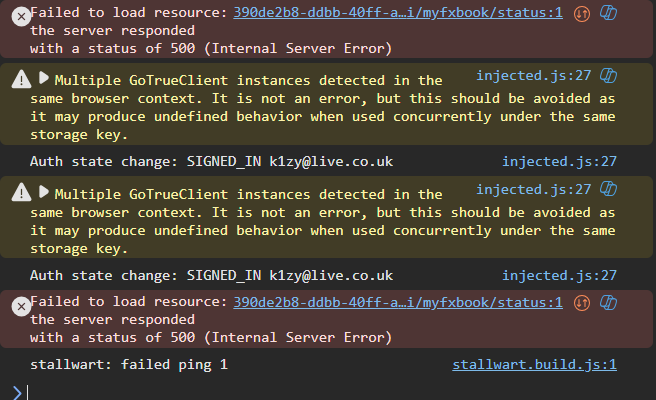 Failed to load resource: 390de2b8-ddbb-40ff-a…i/myfxbook/status:1
the server responded
with a status of 500 (Internal Server Error)
Multiple GoTrueClient instances detected in the injected.js:27
same browser context. It is not an error, but this should be avoided as
it may produce undefined behavior when used concurrently under the same
storage key.
Auth state change: SIGNED_IN k1zy@live.co.uk injected.js:27
Multiple GoTrueClient instances detected in the injected.js:27
same browser context. It is not an error, but this should be avoided as
it may produce undefined behavior when used concurrently under the same
storage key.
Auth state change: SIGNED_IN k1zy@live.co.uk injected.js:27
Failed to load resource: 390de2b8-ddbb-40ff-a…i/myfxbook/status:1
the server responded
with a status of 500 (Internal Server Error)
stallwart: failed ping 1 stallwart.build.js:1